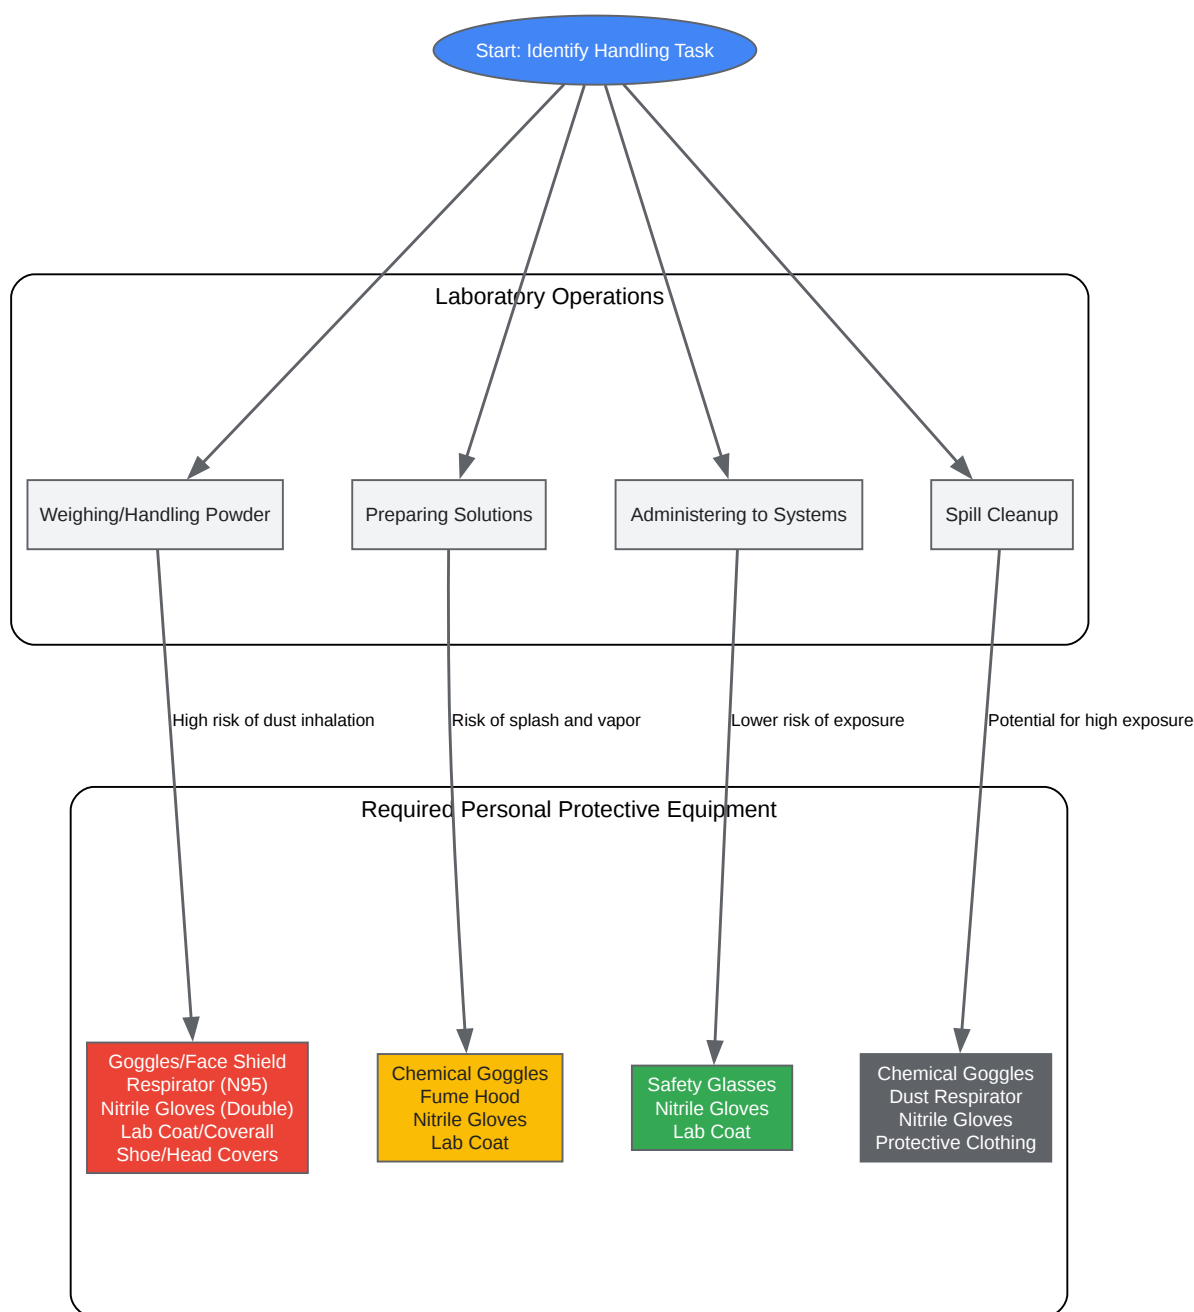 Start: Identify Handling Task
Laboratory Operations
Weighing/Handling Powder
Preparing Solutions
Administering to Systems
Spill Cleanup
High risk of dust inhalation
Risk of splash and vapor
Lower risk of exposure
Potential for high exposure
Required Personal Protective Equipment
Goggles/Face Shield
Respirator (N95)
Nitrile Gloves (Double)
Lab Coat/Coverall
Shoe/Head Covers
Chemical Goggles
Fume Hood
Nitrile Gloves
Lab Coat
Safety Glasses
Nitrile Gloves
Lab Coat
Chemical Goggles
Dust Respirator
Nitrile Gloves
Protective Clothing